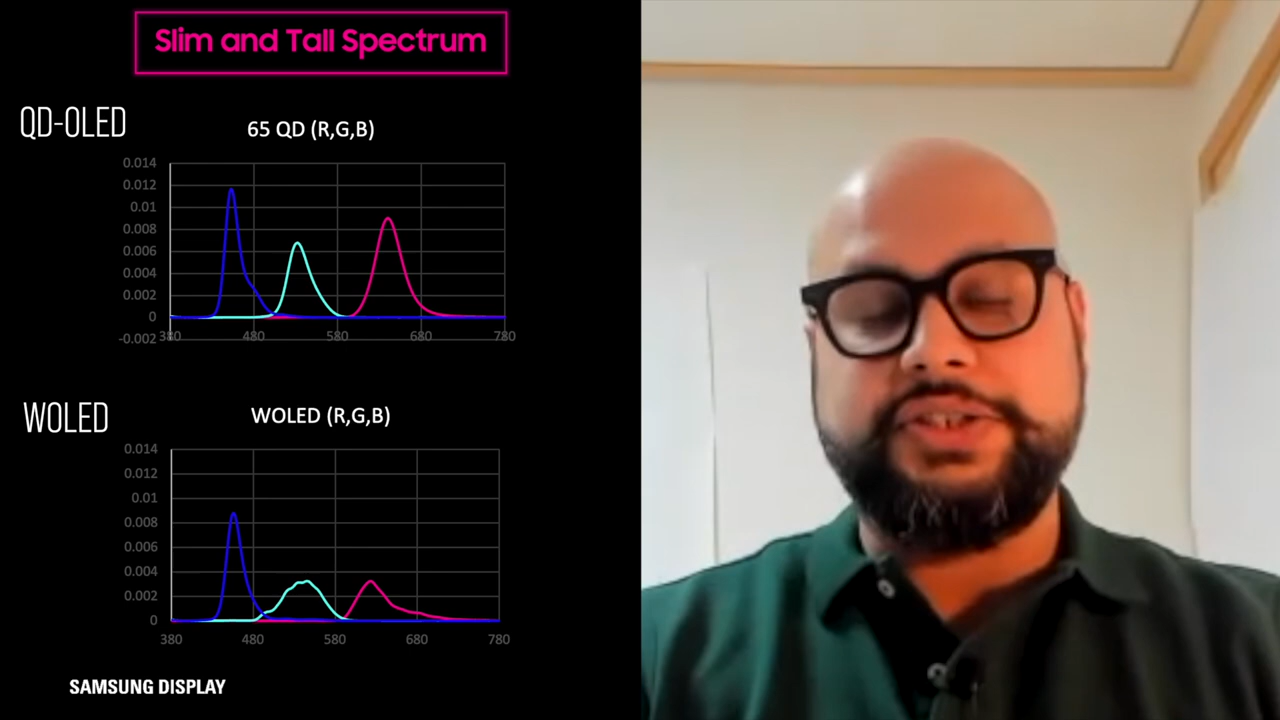 Slim and Tall Spectrum
QD-OLED
65 QD (R,G,B)
0.014
0.012
0.01
0.008
0.006
0.004
0.002
0
-0.002
380 480 580 680 780
WOLED
WOLED (R,G,B)
0.014
0.012
0.01
0.008
0.006
0.004
0.002
0
380 480 580 680 780
SAMSUNG DISPLAY